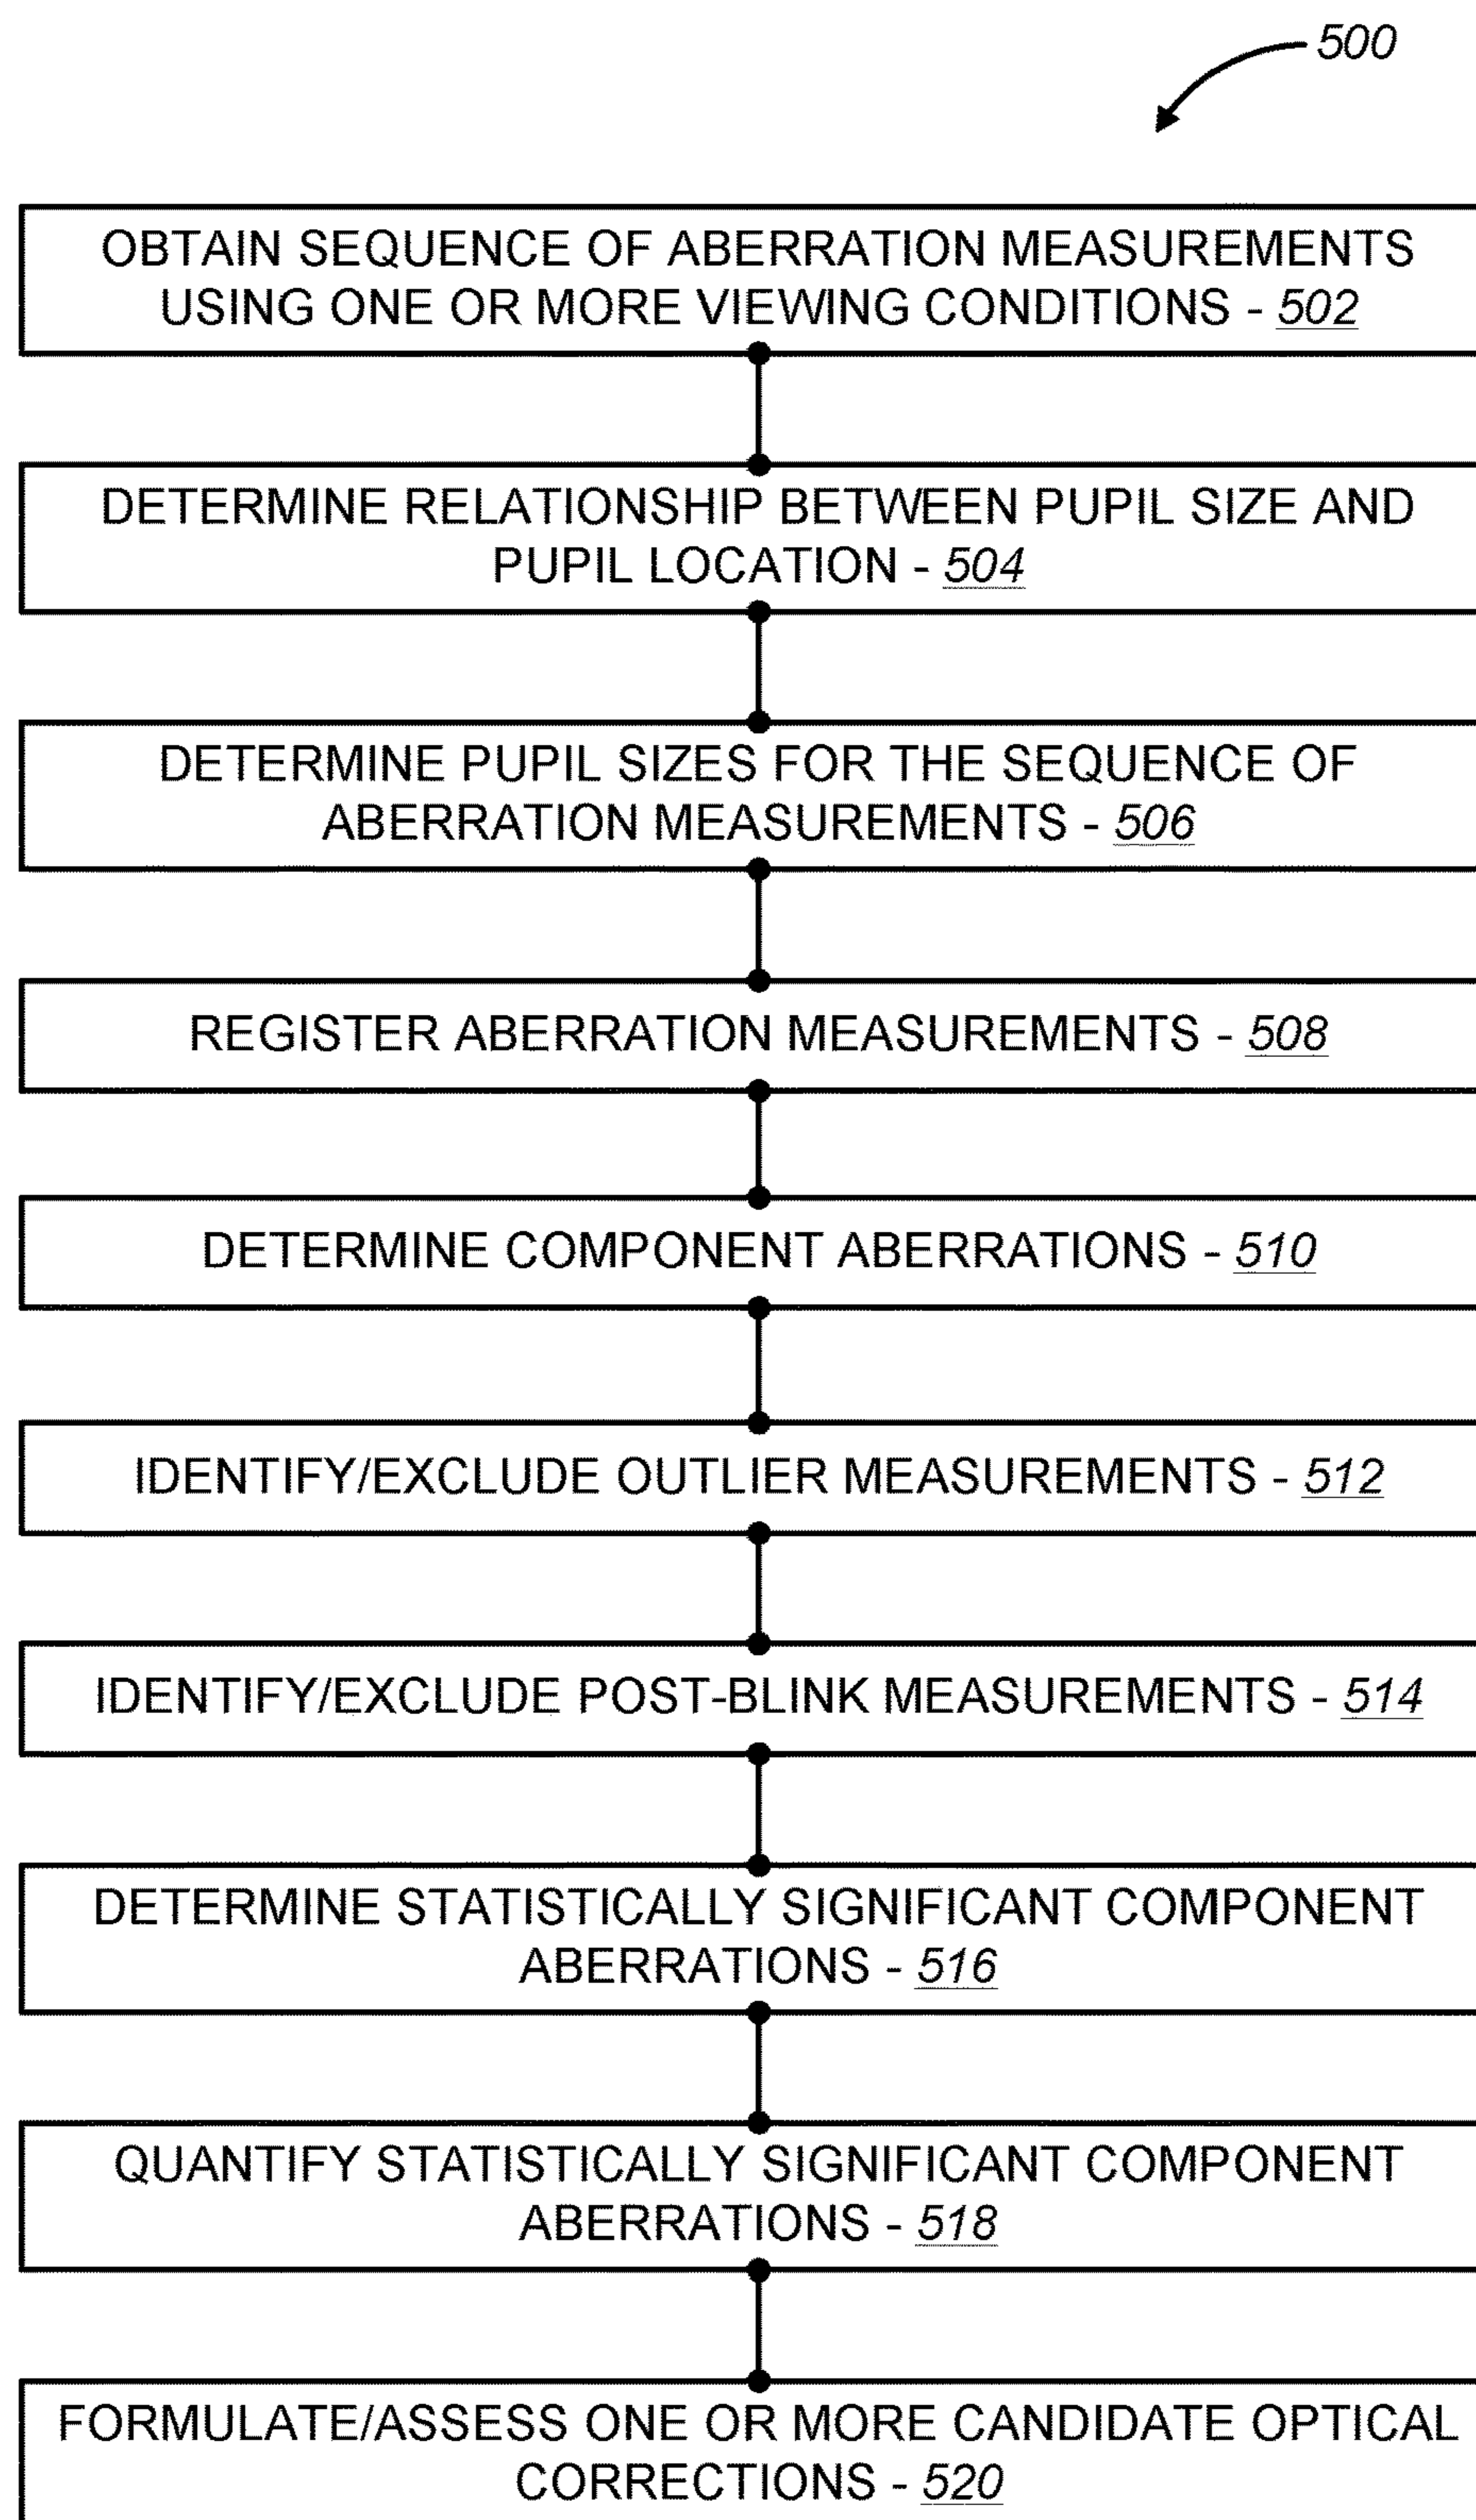 500
OBTAIN SEQUENCE OF ABERRATION MEASUREMENTS
USING ONE OR MORE VIEWING CONDITIONS - 502
DETERMINE RELATIONSHIP BETWEEN PUPIL SIZE AND
PUPIL LOCATION - 504
DETERMINE PUPIL SIZES FOR THE SEQUENCE OF
ABERRATION MEASUREMENTS - 506
REGISTER ABERRATION MEASUREMENTS - 508
DETERMINE COMPONENT ABERRATIONS - 510
IDENTIFY/EXCLUDE OUTLIER MEASUREMENTS - 512
IDENTIFY/EXCLUDE POST-BLINK MEASUREMENTS - 514
DETERMINE STATISTICALLY SIGNIFICANT COMPONENT
ABERRATIONS - 516
QUANTIFY STATISTICALLY SIGNIFICANT COMPONENT
ABERRATIONS - 518
FORMULATE/ASSESS ONE OR MORE CANDIDATE OPTICAL
CORRECTIONS - 520